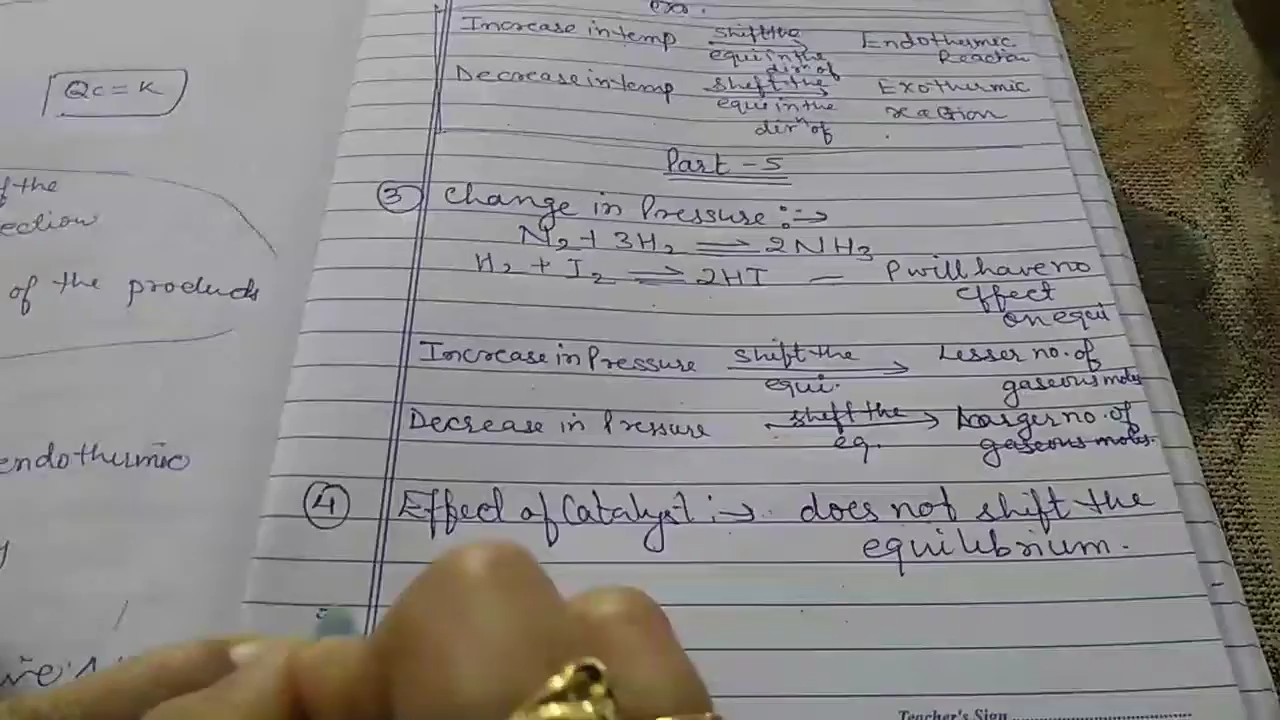 Qc = K
f the
ection
of the products
endothermic
exo.
Increase in temp shift the equi in the dirn of Endothermic Reaction
Decrease in temp sheft the equi in the dirn of Exothermic reaction
Part - 5
③ Change in Pressure :→
N2 + 3H2 ⇌ 2NH3
H2 + I2 ⇌ 2HI — P will have no effect on equi
Increase in Pressure shift the equi. → Lesser no. of gaseous moles
Decrease in Pressure sheft the eq. → Larger no. of gaseous moles.
④ Effect of Catalyst :→ does not shift the
equilibrium.
Teacher's Sign